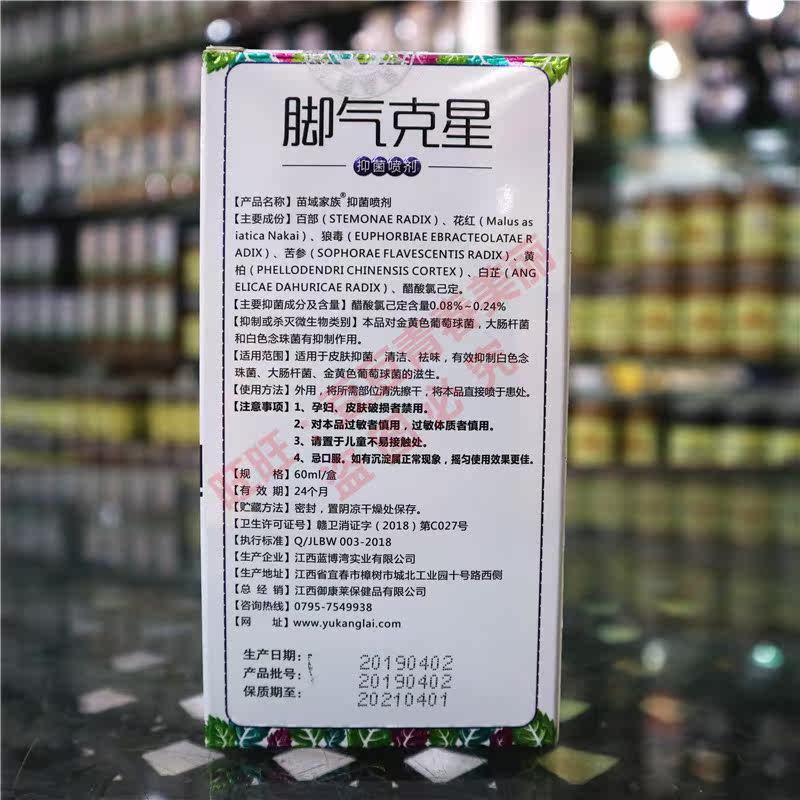 脚气克星
抑菌喷剂
【产品名称】苗域家族®抑菌喷剂
【主要成份】百部（STEMONAE RADIX）、花红（Malus as
iatica Nakai）、狼毒（EUPHORBIAE EBRACTEOLATAE R
ADIX）、苦参（SOPHORAE FLAVESCENTIS RADIX）、黄
柏（PHELLODENDRI CHINENSIS CORTEX）、白芷（ANG
ELICAE DAHURICAE RADIX）、醋酸氯己定。
【主要抑菌成分及含量】醋酸氯己定含量0.08%~0.24%
【抑制或杀灭微生物类别】本品对金黄色葡萄球菌，大肠杆菌
和白色念珠菌有抑制作用。
【适用范围】适用于皮肤抑菌、清洁、祛味，有效抑制白色念
珠菌、大肠杆菌、金黄色葡萄球菌的滋生。
【使用方法】外用，将所需部位清洗擦干，将本品直接喷于患处。
【注意事项】1、孕妇、皮肤破损者禁用。
2、对本品过敏者慎用，过敏体质者慎用。
3、请置于儿童不易接触处。
4、忌口服。如有沉淀属正常现象，摇匀使用效果更佳。
【规 格】60ml/盒
【有 效 期】24个月
【贮藏方法】密封，置阴凉干燥处保存。
【卫生许可证号】赣卫消证字（2018）第C027号
【执行标准】Q/JLBW 003-2018
【生产企业】江西蓝博湾实业有限公司
【生产地址】江西省宜春市樟树市城北工业园十号路西侧
【总 经 销】江西御康莱保健品有限公司
【咨询热线】0795-7549938
【网 址】www.yukanglai.com
生产日期： 20190402
产品批号： 20190402
保质期至： 20210401